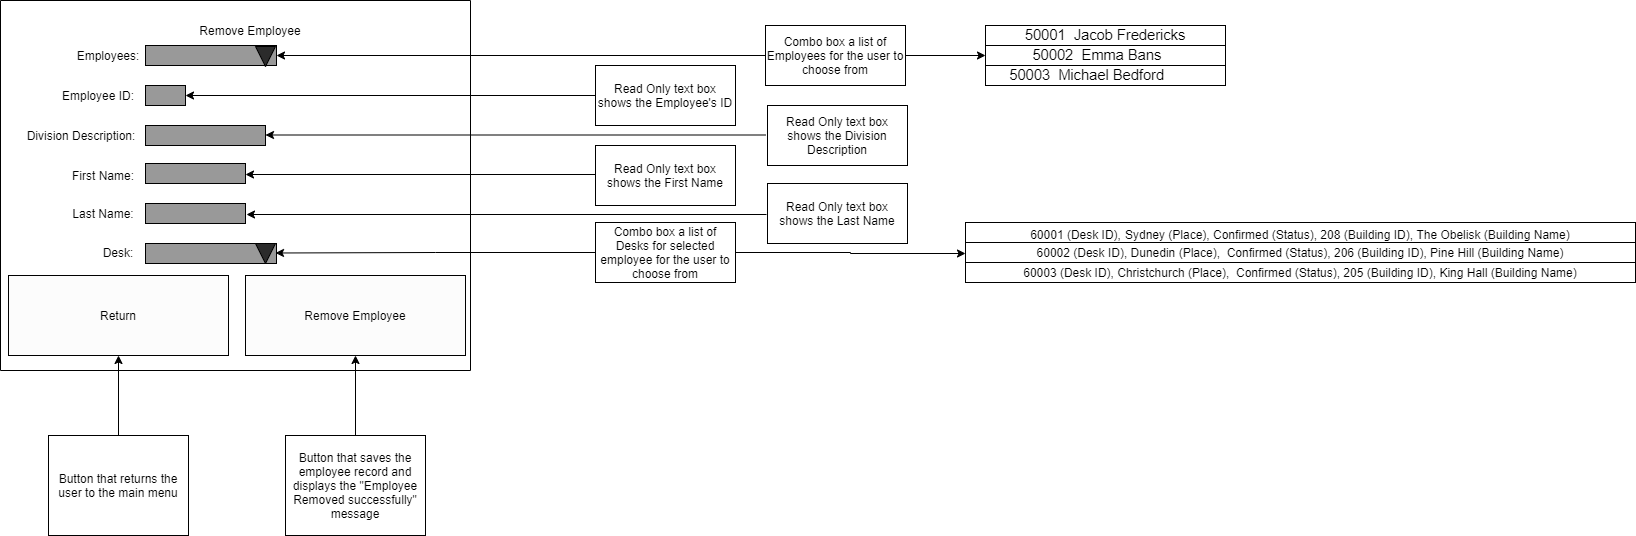 Remove Employee
Employees:
Employee ID:
Division Description:
First Name:
Last Name:
Desk:
Return
Remove Employee
Combo box a list of
Employees for the user to
choose from
50001  Jacob Fredericks
50002  Emma Bans
50003  Michael Bedford
Read Only text box
shows the Employee's ID
Read Only text box
shows the Division
Description
Read Only text box
shows the First Name
Read Only text box
shows the Last Name
Combo box a list of
Desks for selected
employee for the user to
choose from
60001 (Desk ID), Sydney (Place), Confirmed (Status), 208 (Building ID), The Obelisk (Building Name)
60002 (Desk ID), Dunedin (Place),  Confirmed (Status), 206 (Building ID), Pine Hill (Building Name)
60003 (Desk ID), Christchurch (Place),  Confirmed (Status), 205 (Building ID), King Hall (Building Name)
Button that returns the
user to the main menu
Button that saves the
employee record and
displays the "Employee
Removed successfully"
message